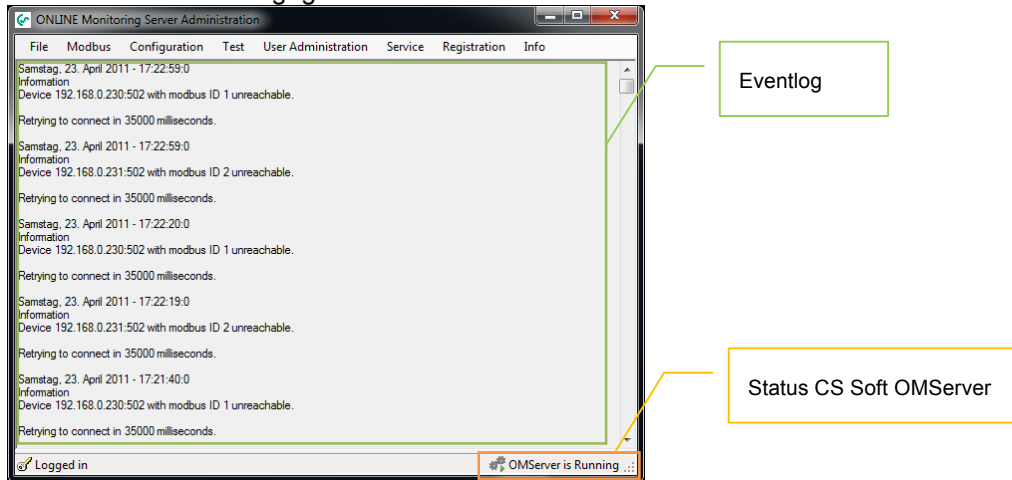 ONLINE Monitoring Server Administration
File Modbus Configuration Test User Administration Service Registration Info
Samstag, 23. April 2011 - 17:22:59:0
Information
Device 192.168.0.230:502 with modbus ID 1 unreachable.
Retrying to connect in 35000 milliseconds.
Samstag, 23. April 2011 - 17:22:59:0
Information
Device 192.168.0.231:502 with modbus ID 2 unreachable.
Retrying to connect in 35000 milliseconds.
Samstag, 23. April 2011 - 17:22:20:0
Information
Device 192.168.0.230:502 with modbus ID 1 unreachable.
Retrying to connect in 35000 milliseconds.
Samstag, 23. April 2011 - 17:22:19:0
Information
Device 192.168.0.231:502 with modbus ID 2 unreachable.
Retrying to connect in 35000 milliseconds.
Samstag, 23. April 2011 - 17:21:40:0
Information
Device 192.168.0.230:502 with modbus ID 1 unreachable.
Retrying to connect in 35000 milliseconds.
Logged in
OMServer is Running
Eventlog
Status CS Soft OMServer